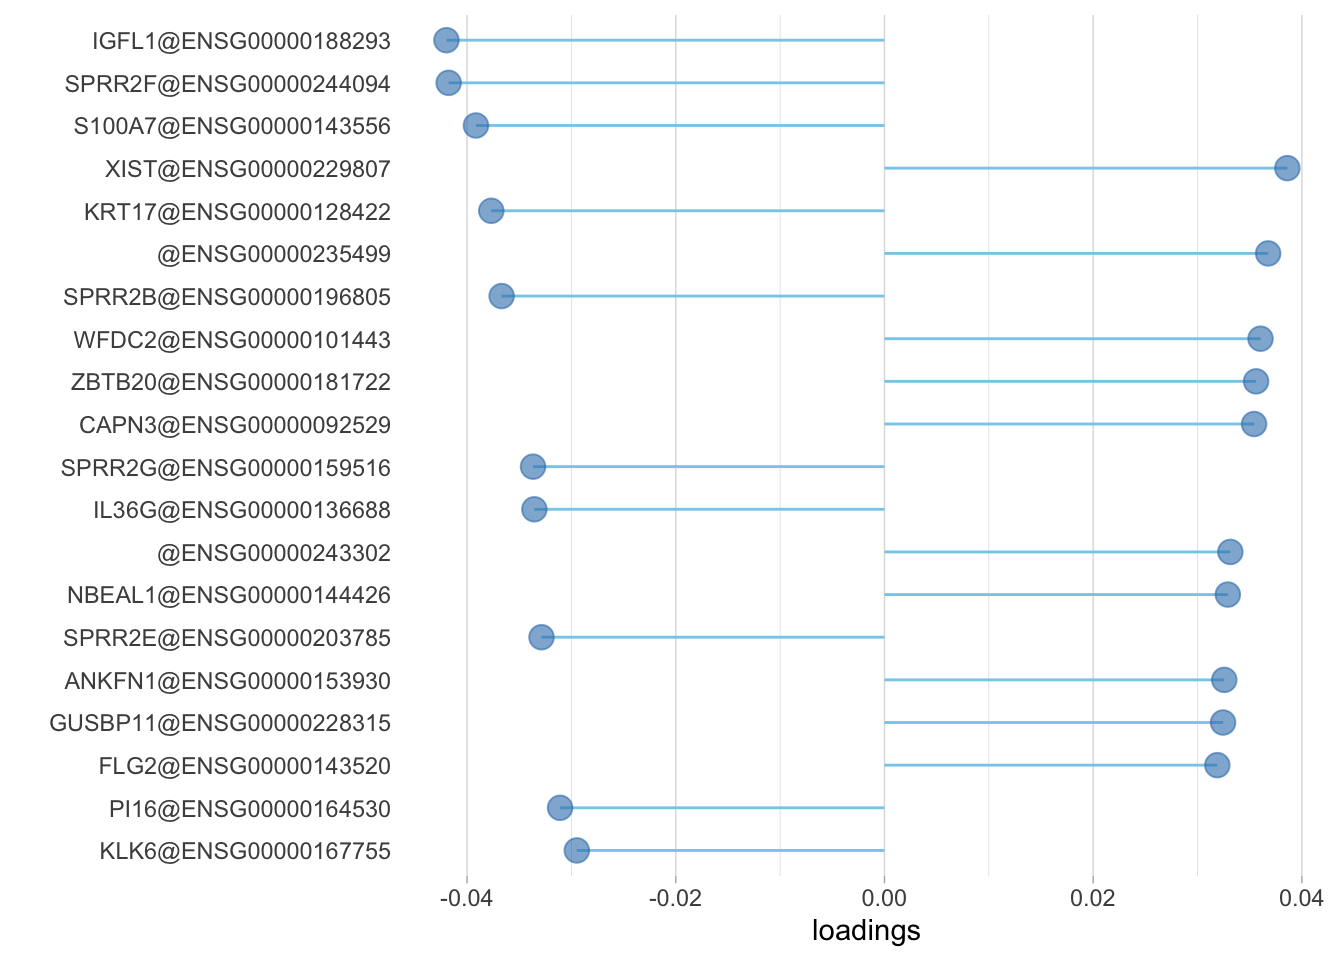 IGFL1@ENSG00000188293
SPRR2F@ENSG00000244094
S100A7@ENSG00000143556
XIST@ENSG00000229807
KRT17@ENSG00000128422
@ENSG00000235499
SPRR2B@ENSG00000196805
WFDC2@ENSG00000101443
ZBTB20@ENSG00000181722
CAPN3@ENSG00000092529
SPRR2G@ENSG00000159516
IL36G@ENSG00000136688
@ENSG00000243302
NBEAL1@ENSG00000144426
SPRR2E@ENSG00000203785
ANKFN1@ENSG00000153930
GUSBP11@ENSG00000228315
FLG2@ENSG00000143520
PI16@ENSG00000164530
KLK6@ENSG00000167755
-0.04 -0.02 0.00 0.02 0.04
loadings